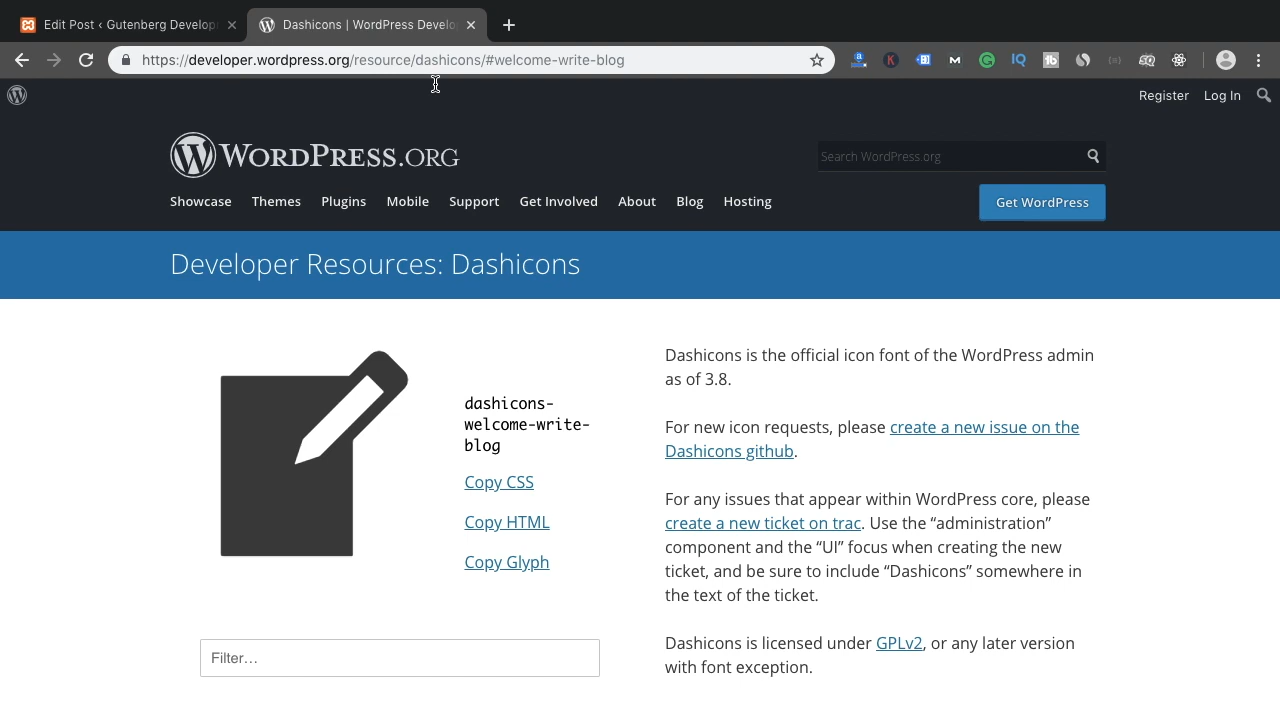 Edit Post ‹ Gutenberg Develop
Dashicons | WordPress Develo
https://developer.wordpress.org/resource/dashicons/#welcome-write-blog
Register Log In
WORDPRESS.ORG
Search WordPress.org
Showcase Themes Plugins Mobile Support Get Involved About Blog Hosting
Get WordPress
Developer Resources: Dashicons
dashicons-
welcome-write-
blog
Copy CSS
Copy HTML
Copy Glyph
Filter…
Dashicons is the official icon font of the WordPress admin
as of 3.8.
For new icon requests, please create a new issue on the
Dashicons github.
For any issues that appear within WordPress core, please
create a new ticket on trac. Use the “administration”
component and the “UI” focus when creating the new
ticket, and be sure to include “Dashicons” somewhere in
the text of the ticket.
Dashicons is licensed under GPLv2, or any later version
with font exception.